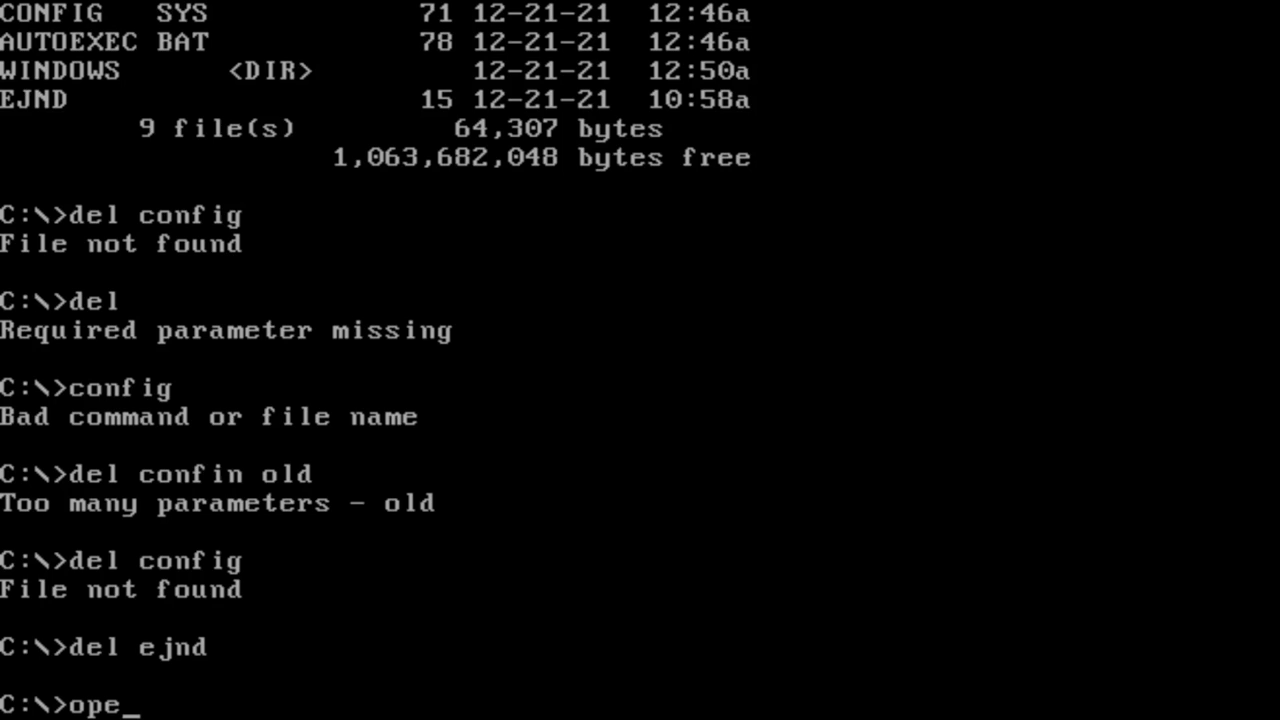 CONFIG   SYS            71 12-21-21  12:46a
AUTOEXEC BAT            78 12-21-21  12:46a
WINDOWS      <DIR>         12-21-21  12:50a
EJND                    15 12-21-21  10:58a
        9 file(s)         64,307 bytes
                   1,063,682,048 bytes free
C:\>del config
File not found
C:\>del
Required parameter missing
C:\>config
Bad command or file name
C:\>del confin old
Too many parameters - old
C:\>del config
File not found
C:\>del ejnd
C:\>ope_